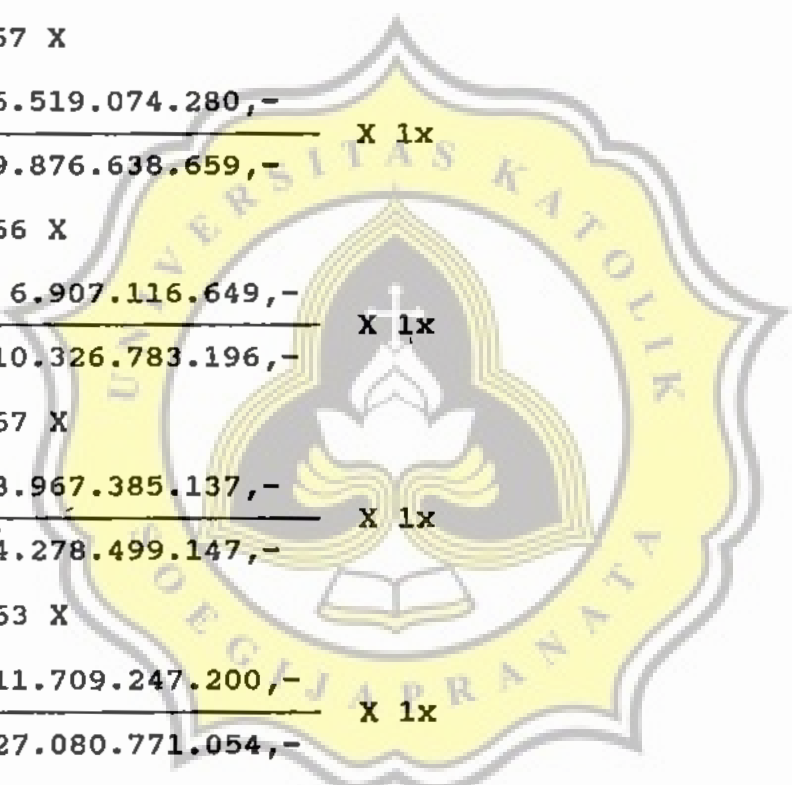 57 X
5.519.074.280,-
X 1x
9.876.638.659,-
66 X
6.907.116.649,-
X 1x
10.326.783.196,-
57 X
3.967.385.137,-
X 1x
4.278.499.147,-
53 X
11.709.247.200,-
X 1x
27.080.771.054,-
UNIVERSITAS KATOLIK
SOEGIJAPRANATA